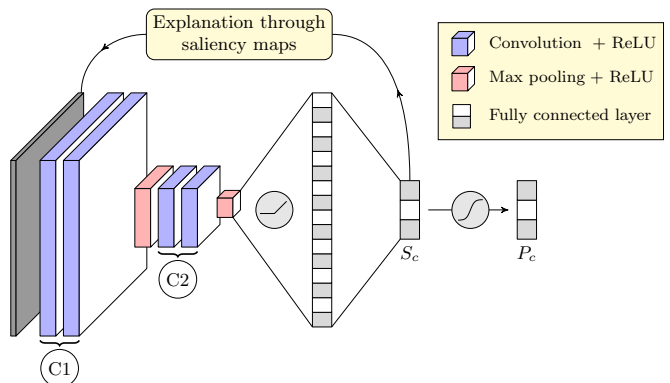 Explanation through
saliency maps
Convolution + ReLU
Max pooling + ReLU
Fully connected layer
C2
S_c
P_c
C1